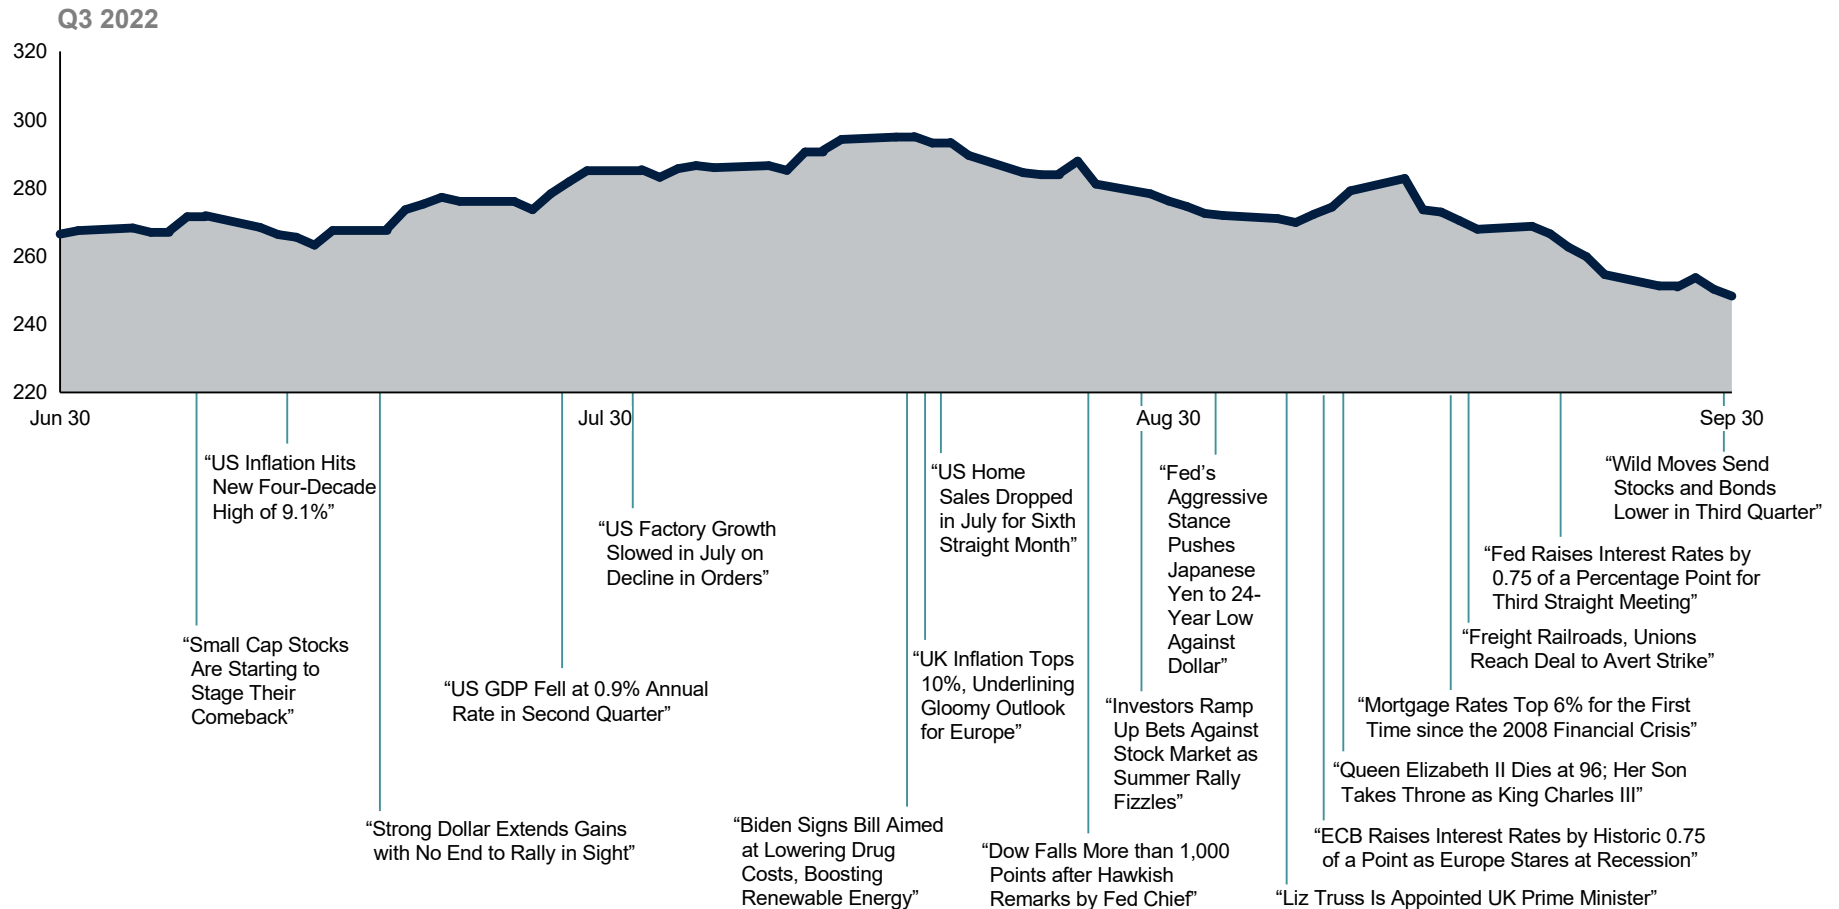 Q3 2022
320
300
280
260
240
220
Jun 30
Jul 30
Aug 30
Sep 30
“US Inflation Hits
New Four-Decade
High of 9.1%”
“Small Cap Stocks
Are Starting to
Stage Their
Comeback”
“Strong Dollar Extends Gains
with No End to Rally in Sight”
“US GDP Fell at 0.9% Annual
Rate in Second Quarter”
“US Factory Growth
Slowed in July on
Decline in Orders”
“Biden Signs Bill Aimed
at Lowering Drug
Costs, Boosting
Renewable Energy”
“UK Inflation Tops
10%, Underlining
Gloomy Outlook
for Europe”
“US Home
Sales Dropped
in July for Sixth
Straight Month”
“Dow Falls More than 1,000
Points after Hawkish
Remarks by Fed Chief”
“Investors Ramp
Up Bets Against
Stock Market as
Summer Rally
Fizzles”
“Fed’s
Aggressive
Stance
Pushes
Japanese
Yen to 24-
Year Low
Against
Dollar”
“Liz Truss Is Appointed UK Prime Minister”
“ECB Raises Interest Rates by Historic 0.75
of a Point as Europe Stares at Recession”
“Queen Elizabeth II Dies at 96; Her Son
Takes Throne as King Charles III”
“Mortgage Rates Top 6% for the First
Time since the 2008 Financial Crisis”
“Freight Railroads, Unions
Reach Deal to Avert Strike”
“Fed Raises Interest Rates by
0.75 of a Percentage Point for
Third Straight Meeting”
“Wild Moves Send
Stocks and Bonds
Lower in Third Quarter”